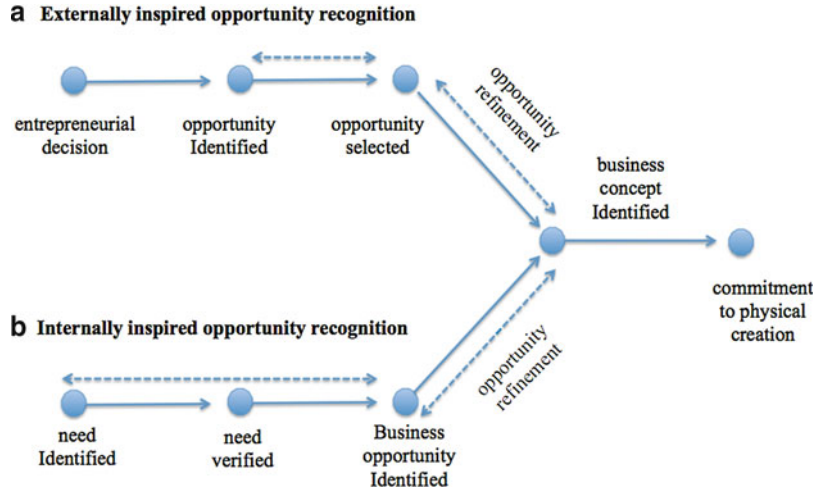 a Externally inspired opportunity recognition
entrepreneurial
decision
opportunity
Identified
opportunity
selected
opportunity
refinement
business
concept
Identified
commitment
to physical
creation
b Internally inspired opportunity recognition
need
Identified
need
verified
Business
opportunity
Identified
opportunity
refinement